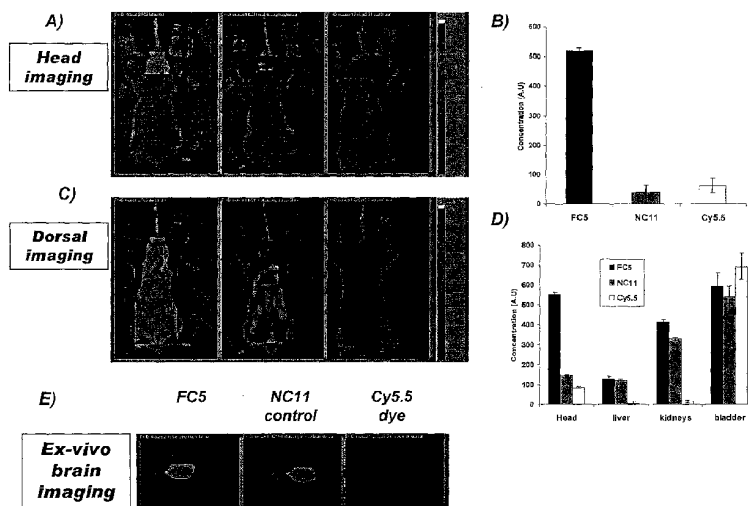 A)
Head
imaging
B)
Concentration (A.U)
600
500
400
300
200
100
0
FC5 NC11 Cy5.5
C)
Dorsal
imaging
D)
Concentration (A.U)
800
700
600
500
400
300
200
100
0
FC5
NC11
Cy5.5
Head liver kidneys bladder
E)
FC5 NC11 Cy5.5
control dye
Ex-vivo
brain
imaging